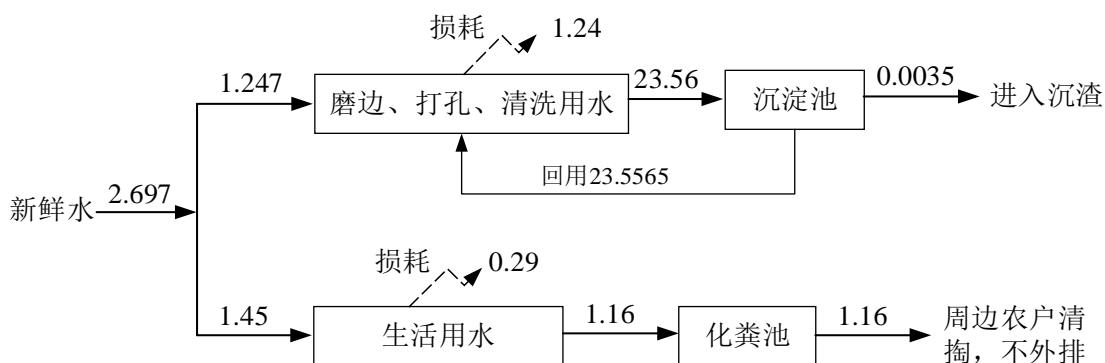 损耗 1.24
1.247
磨边、打孔、清洗用水
23.56
沉淀池
0.0035
进入沉渣
回用23.5565
新鲜水
2.697
损耗 0.29
1.45
生活用水
1.16
化粪池
1.16
周边农户清
掏，不外排